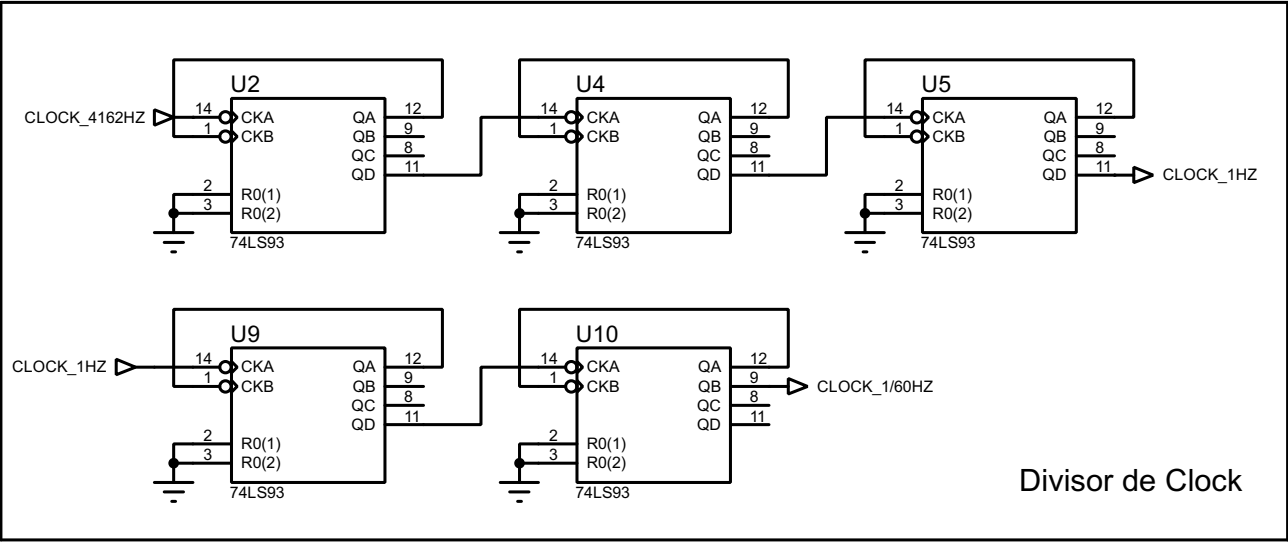 U2 U4 U5
CLOCK_4162HZ 14 CKA QA 12 14 CKA QA 12 14 CKA QA 12
1 CKB QB 9 1 CKB QB 9 1 CKB QB 9
QC 8 QC 8 QC 8
QD 11 QD 11 QD 11 CLOCK_1HZ
2 R0(1) 2 R0(1) 2 R0(1)
3 R0(2) 3 R0(2) 3 R0(2)
74LS93 74LS93 74LS93
U9 U10
CLOCK_1HZ 14 CKA QA 12 14 CKA QA 12
1 CKB QB 9 1 CKB QB 9 CLOCK_1/60HZ
QC 8 QC 8
QD 11 QD 11
2 R0(1) 2 R0(1)
3 R0(2) 3 R0(2)
74LS93 74LS93
Divisor de Clock